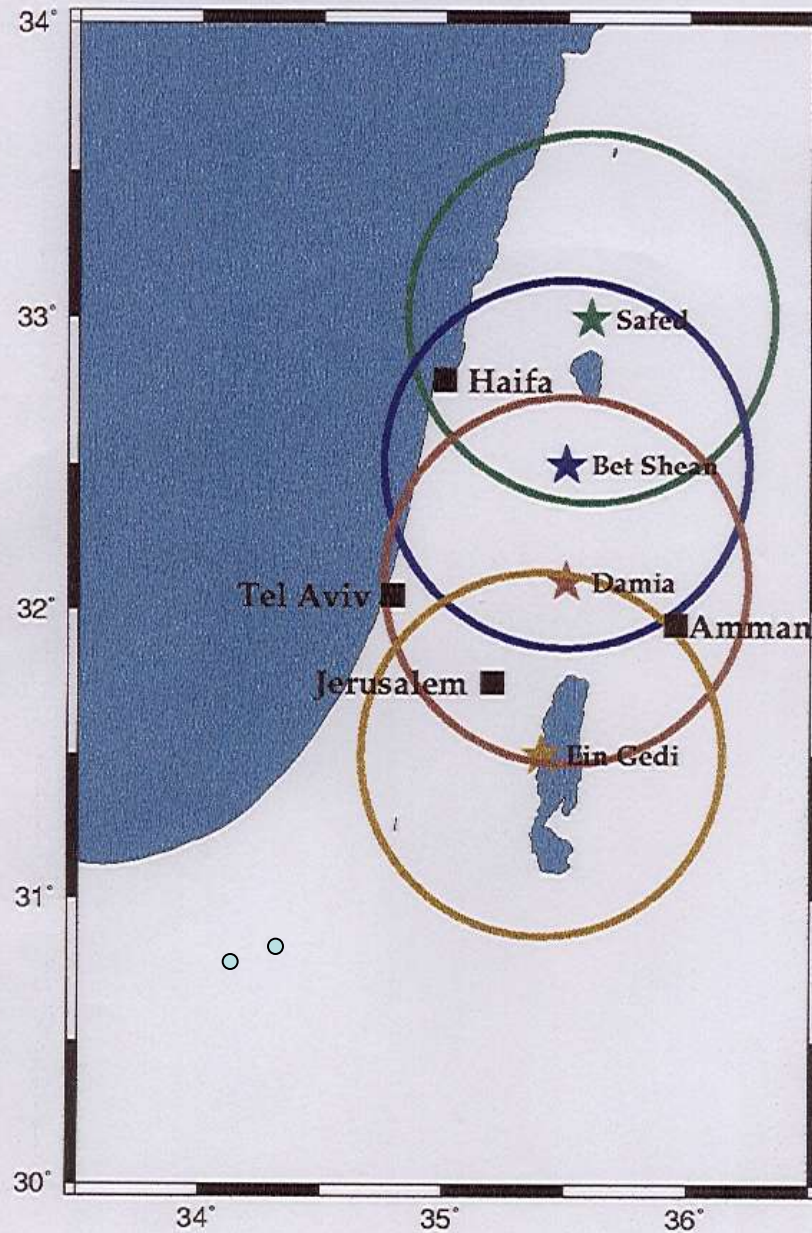 34°
33°
Safed
Haifa
Bet Shean
32°
Tel Aviv
Damia
Amman
Jerusalem
Ein Gedi
31°
30°
34°
35°
36°